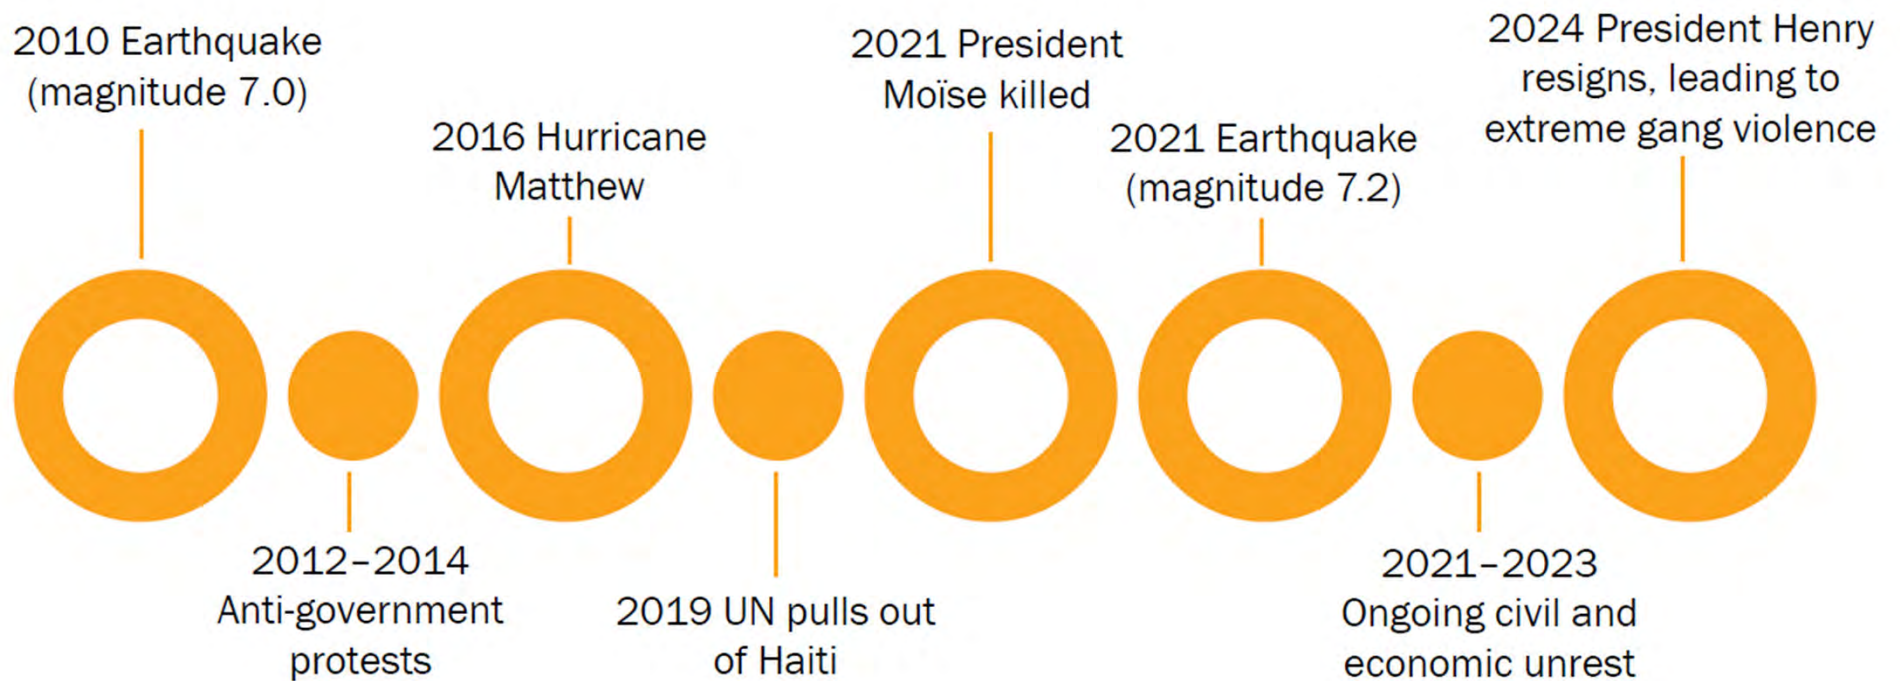 2010 Earthquake
(magnitude 7.0)
2012–2014
Anti-government
protests
2016 Hurricane
Matthew
2019 UN pulls out
of Haiti
2021 President
Moïse killed
2021 Earthquake
(magnitude 7.2)
2021–2023
Ongoing civil and
economic unrest
2024 President Henry
resigns, leading to
extreme gang violence